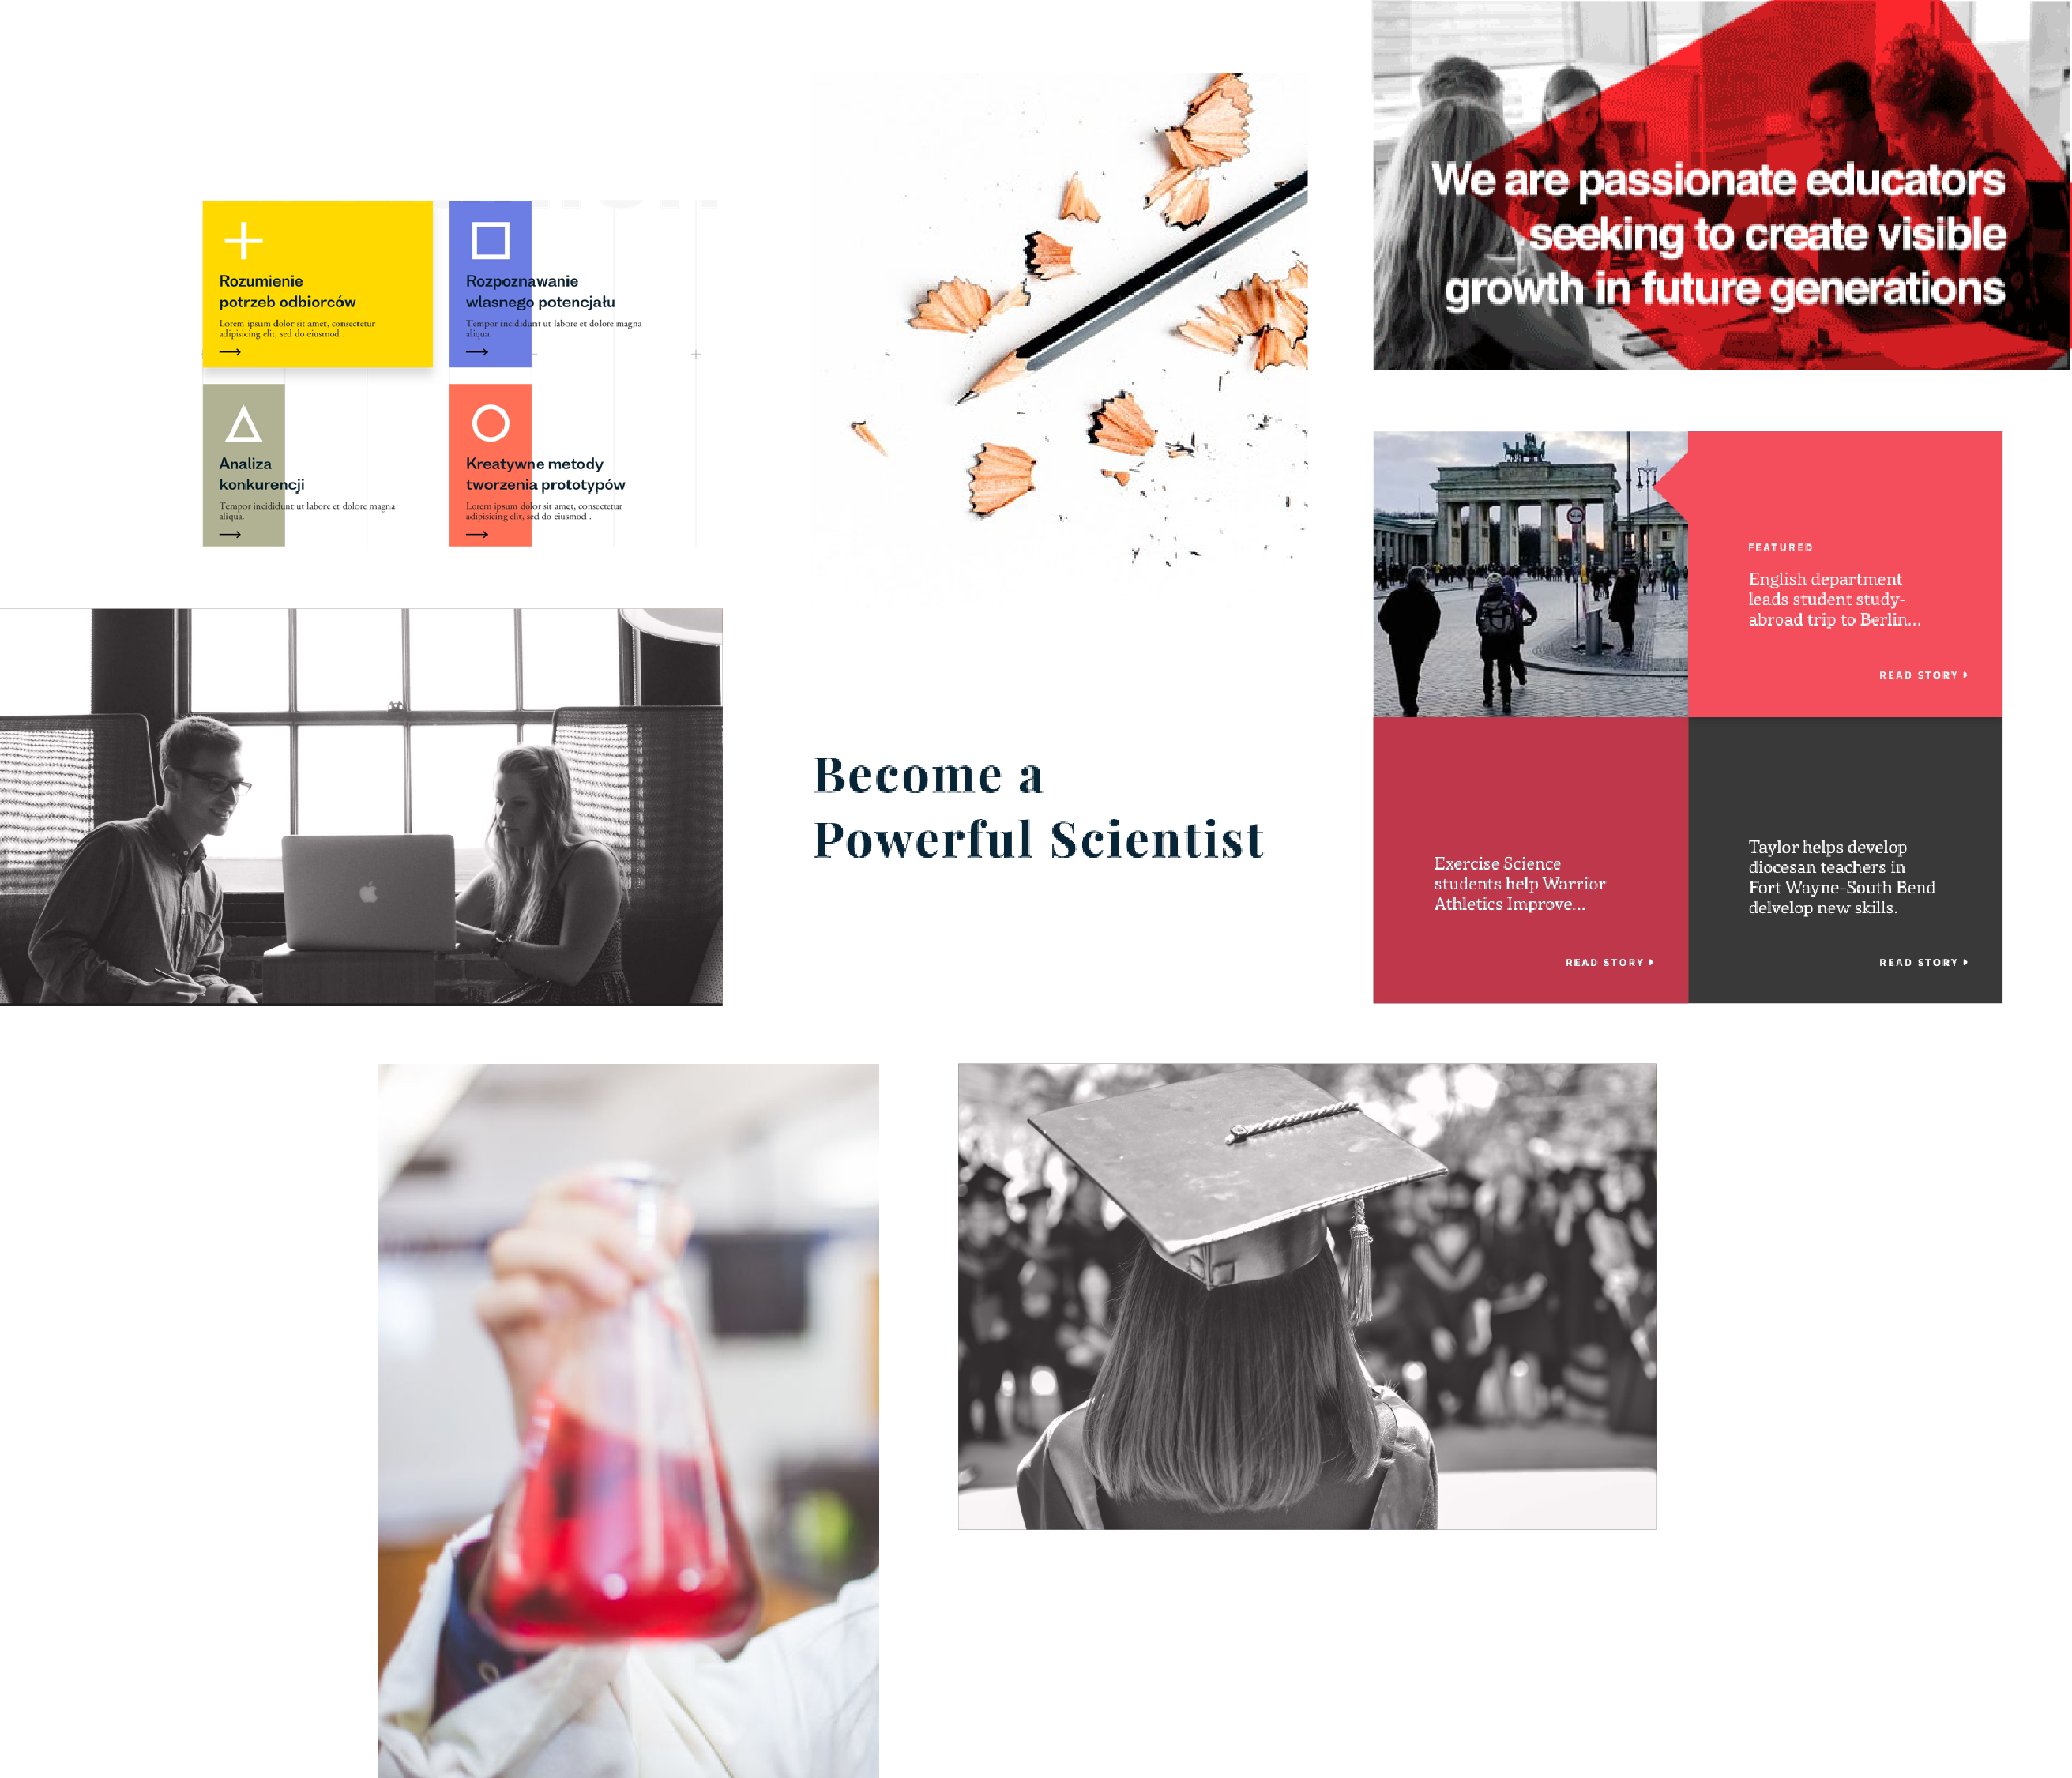 Rozumienie
potrzeb odbiorców
Lorem ipsum dolor sit amet, consectetur
adipisicing elit, sed do eiusmod .
Rozpoznawanie
wlasnego potencjału
Tempor incididunt ut labore et dolore magna
aliqua.
Analiza
konkurencji
Tempor incididunt ut labore et dolore magna
aliqua.
Kreatywne metody
tworzenia prototypów
Lorem ipsum dolor sit amet, consectetur
adipisicing elit, sed do eiusmod .
We are passionate educators
seeking to create visible
growth in future generations
FEATURED
English department
leads student study-
abroad trip to Berlin...
READ STORY
Become a
Powerful Scientist
Exercise Science
students help Warrior
Athletics Improve...
READ STORY
Taylor helps develop
diocesan teachers in
Fort Wayne-South Bend
delvelop new skills.
READ STORY